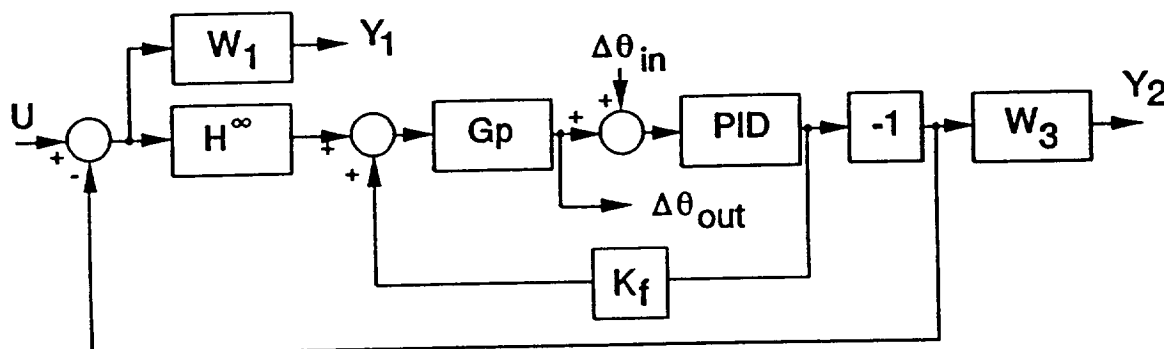 W₁
Y₁
Δθin
Y₂
U
+
-
H∞
+
+
Gp
+
+
PID
-1
W₃
Δθout
Kf